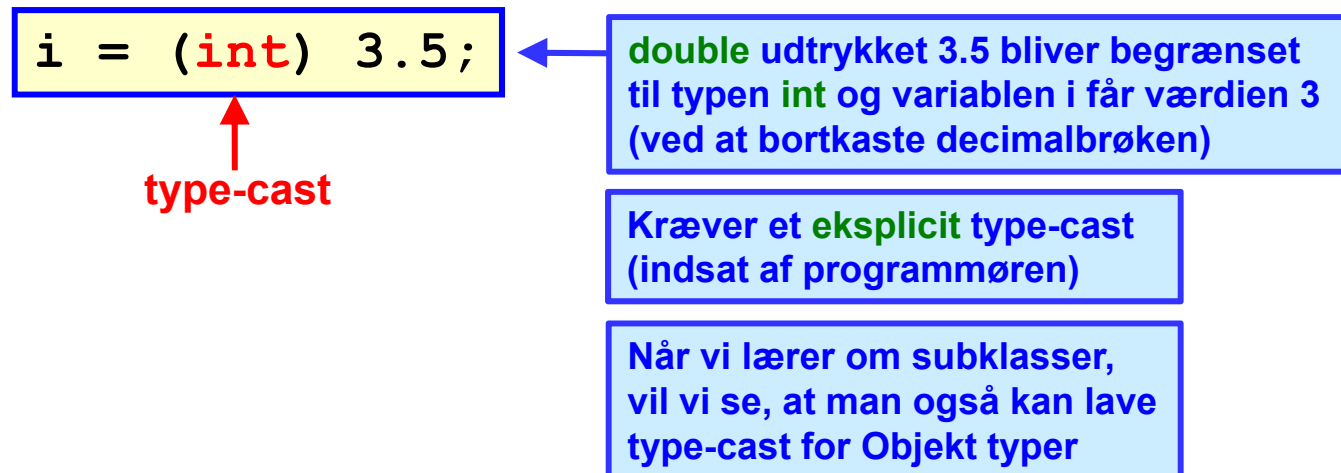 i = (int) 3.5;
type-cast
double udtrykket 3.5 bliver begrænset
til typen int og variablen i får værdien 3
(ved at bortkaste decimalbrøken)
Kræver et eksplicit type-cast
(indsat af programmøren)
Når vi lærer om subklasser,
vil vi se, at man også kan lave
type-cast for Objekt typer